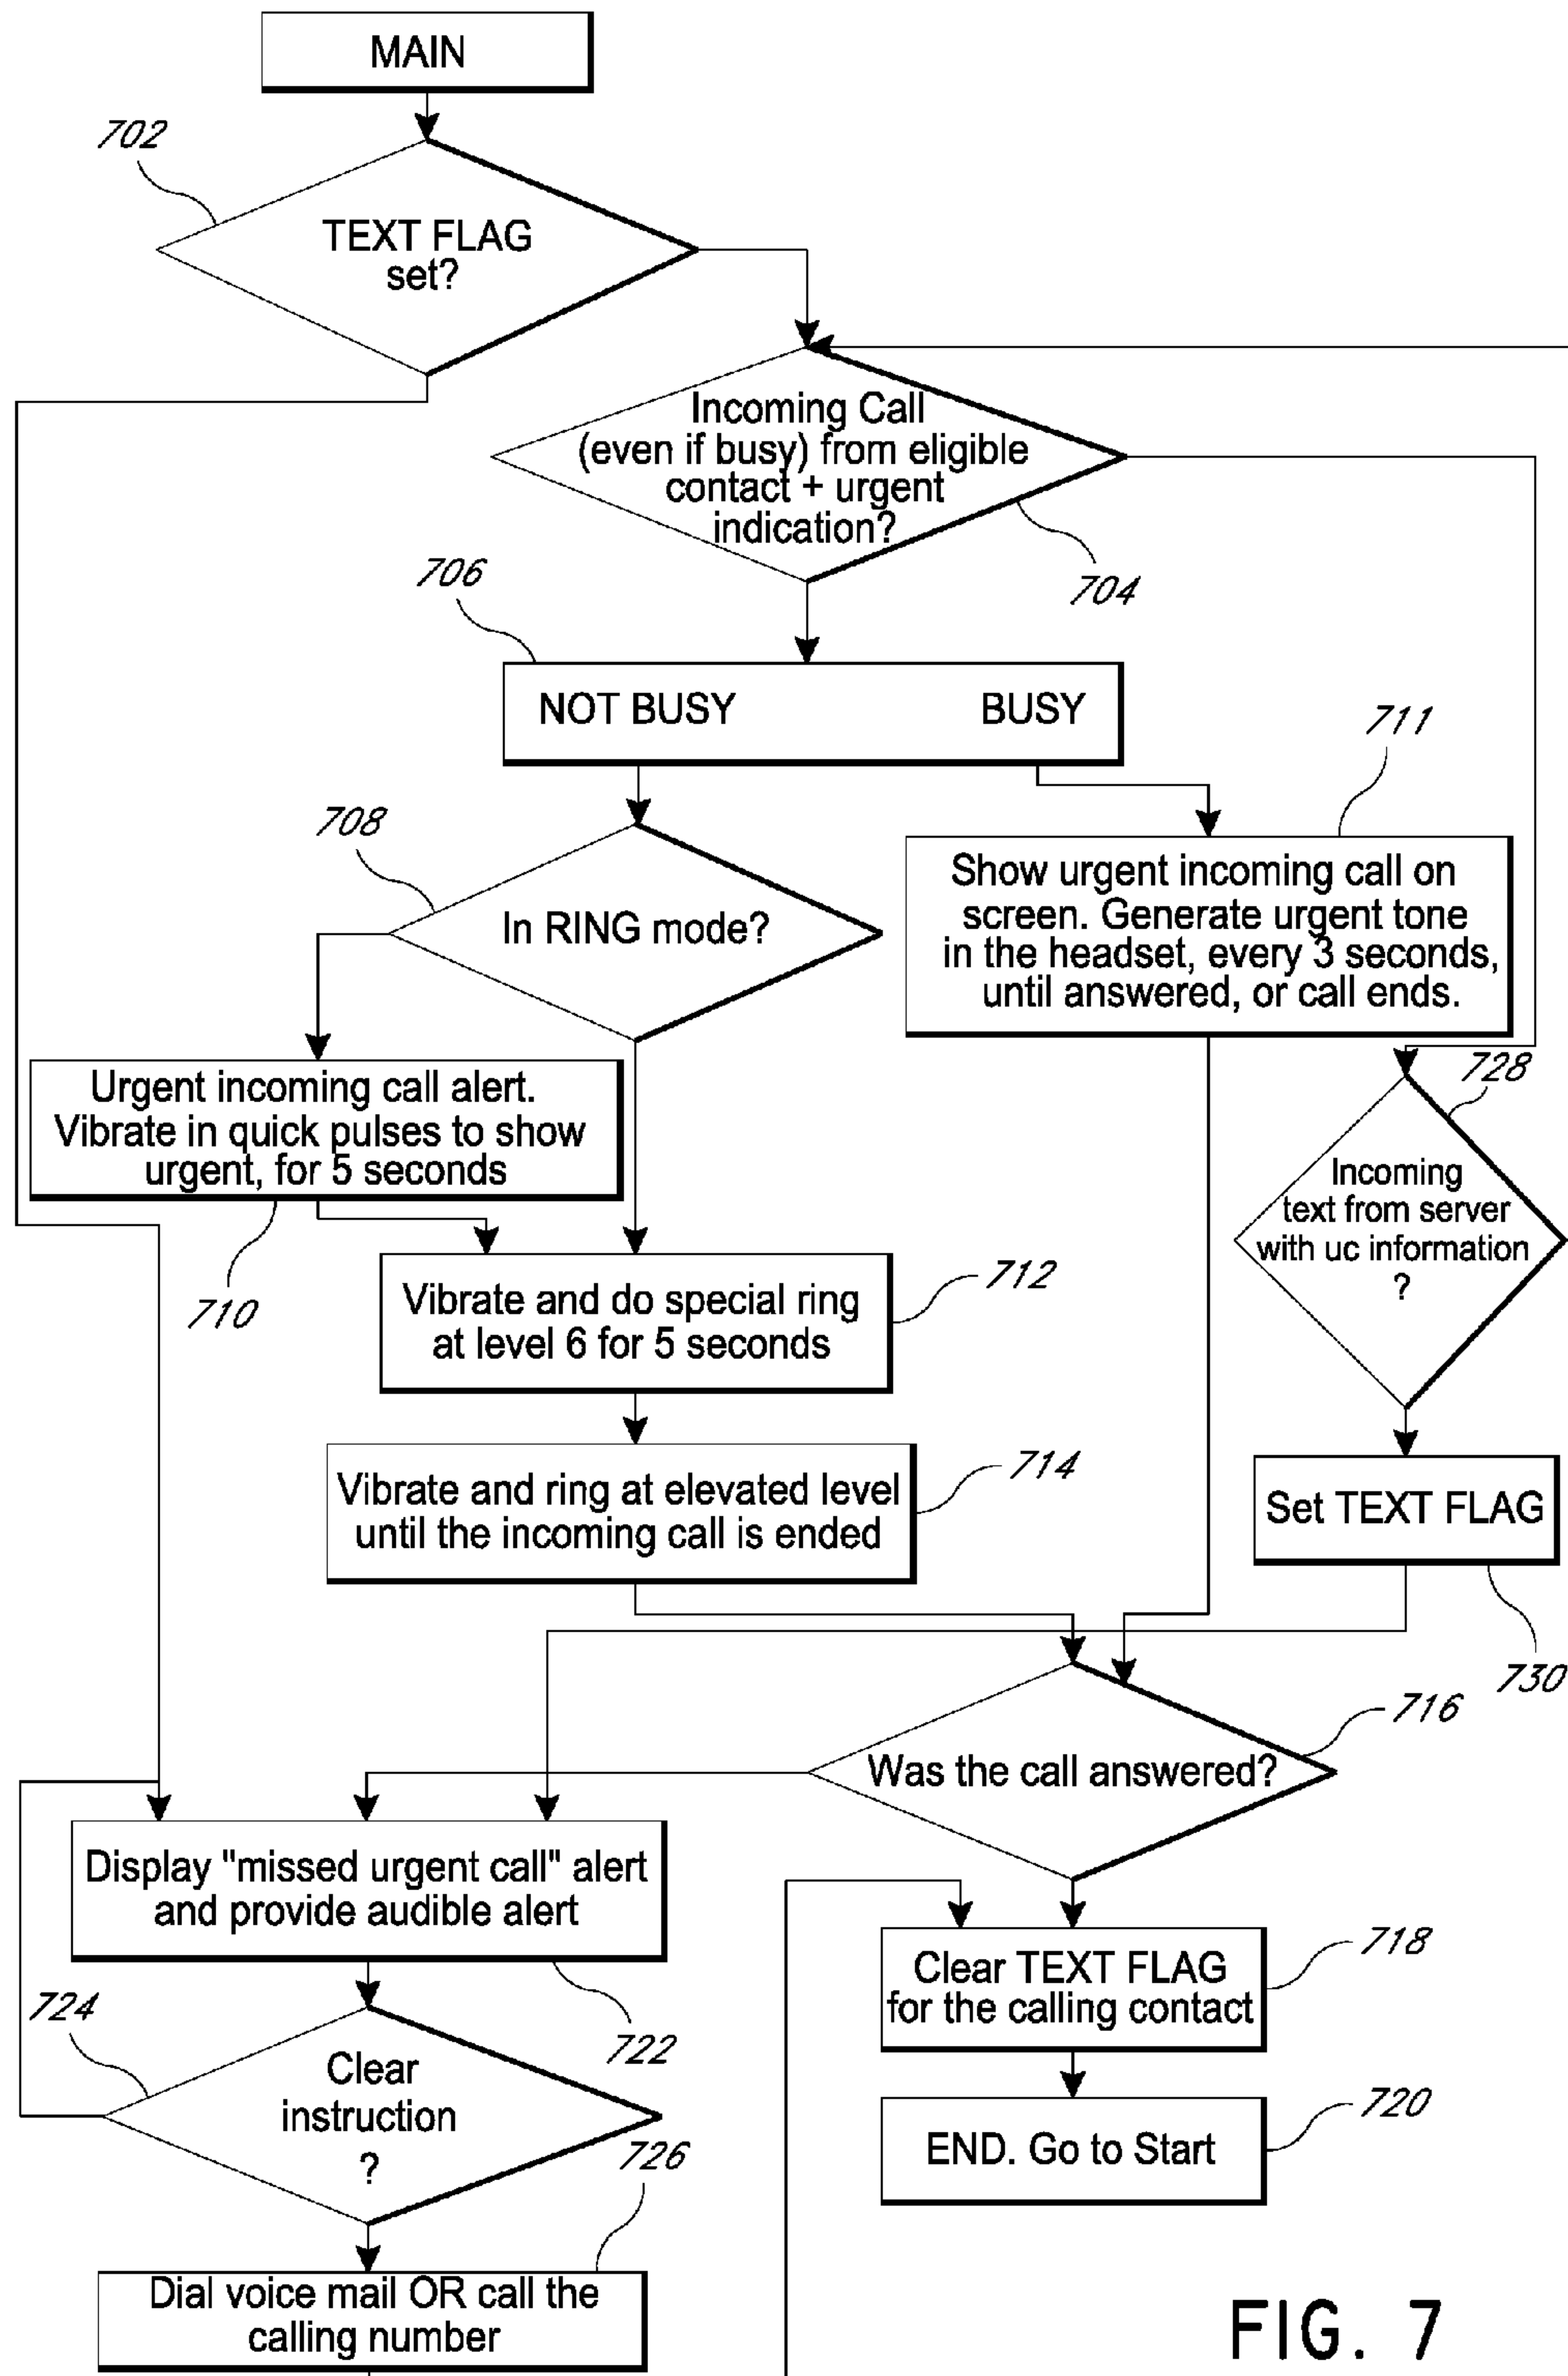 MAIN
702
TEXT FLAG
set?
Incoming Call
(even if busy) from eligible
contact + urgent
indication?
704
706
NOT BUSY
BUSY
711
708
In RING mode?
Show urgent incoming call on
screen. Generate urgent tone
in the headset, every 3 seconds,
until answered, or call ends.
Urgent incoming call alert.
Vibrate in quick pulses to show
urgent, for 5 seconds
710
728
Incoming
text from server
with uc information
?
Vibrate and do special ring
at level 6 for 5 seconds
712
Vibrate and ring at elevated level
until the incoming call is ended
714
Set TEXT FLAG
730
Was the call answered?
716
Display "missed urgent call" alert
and provide audible alert
722
Clear TEXT FLAG
for the calling contact
718
724
Clear
instruction
?
END. Go to Start
720
726
Dial voice mail OR call the
calling number
FIG. 7